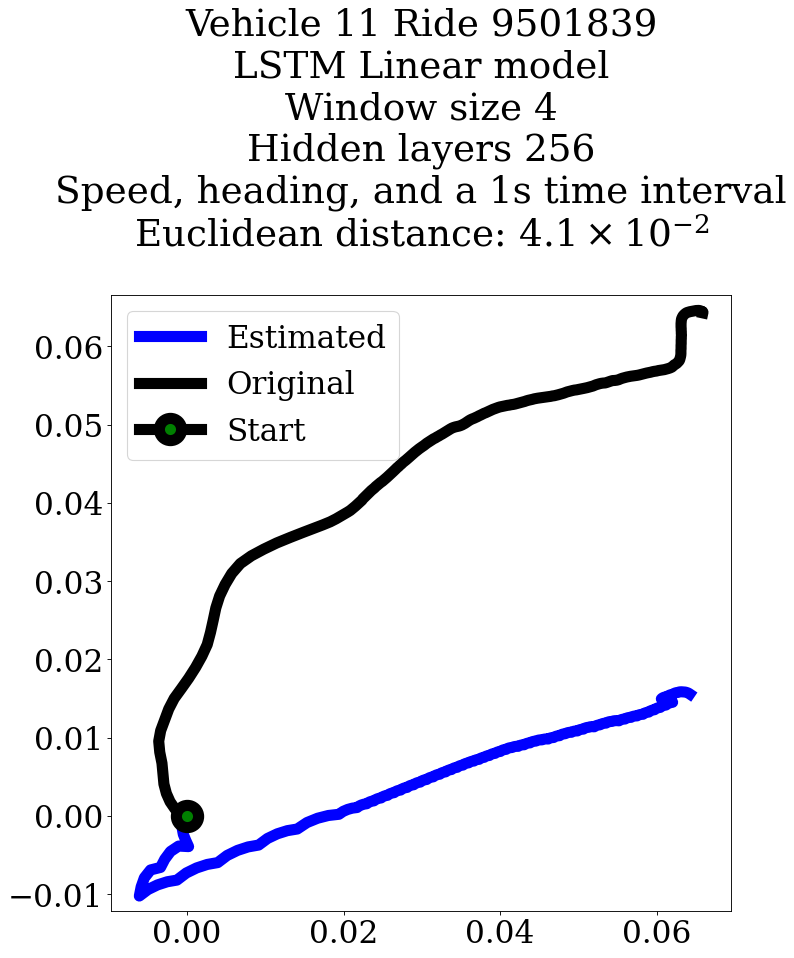 Vehicle 11 Ride 9501839
LSTM Linear model
Window size 4
Hidden layers 256
Speed, heading, and a 1s time interval
Euclidean distance: 4.1 × 10⁻²
Estimated
Original
Start
0.06
0.05
0.04
0.03
0.02
0.01
0.00
−0.01
0.00 0.02 0.04 0.06